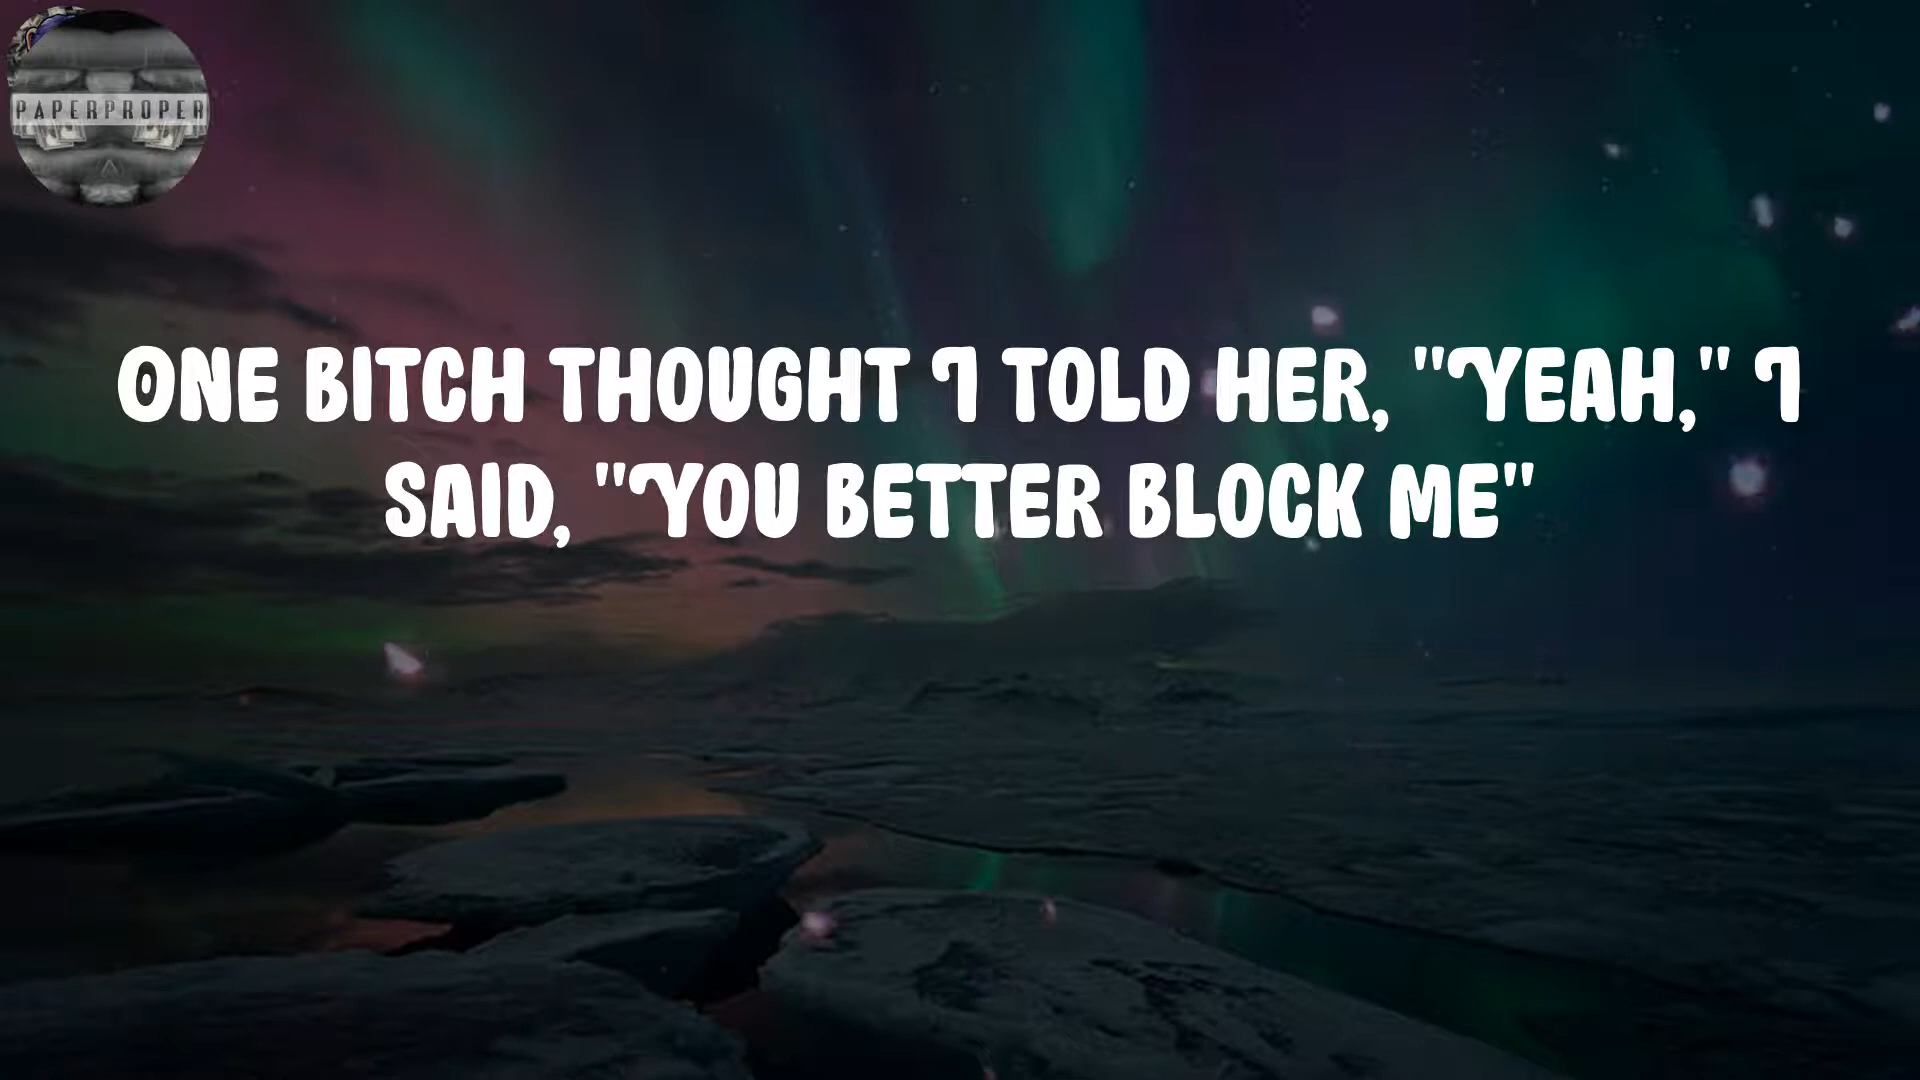 PAPERPROPER
ONE BITCH THOUGHT I TOLD HER, "YEAH," I
SAID, "YOU BETTER BLOCK ME"